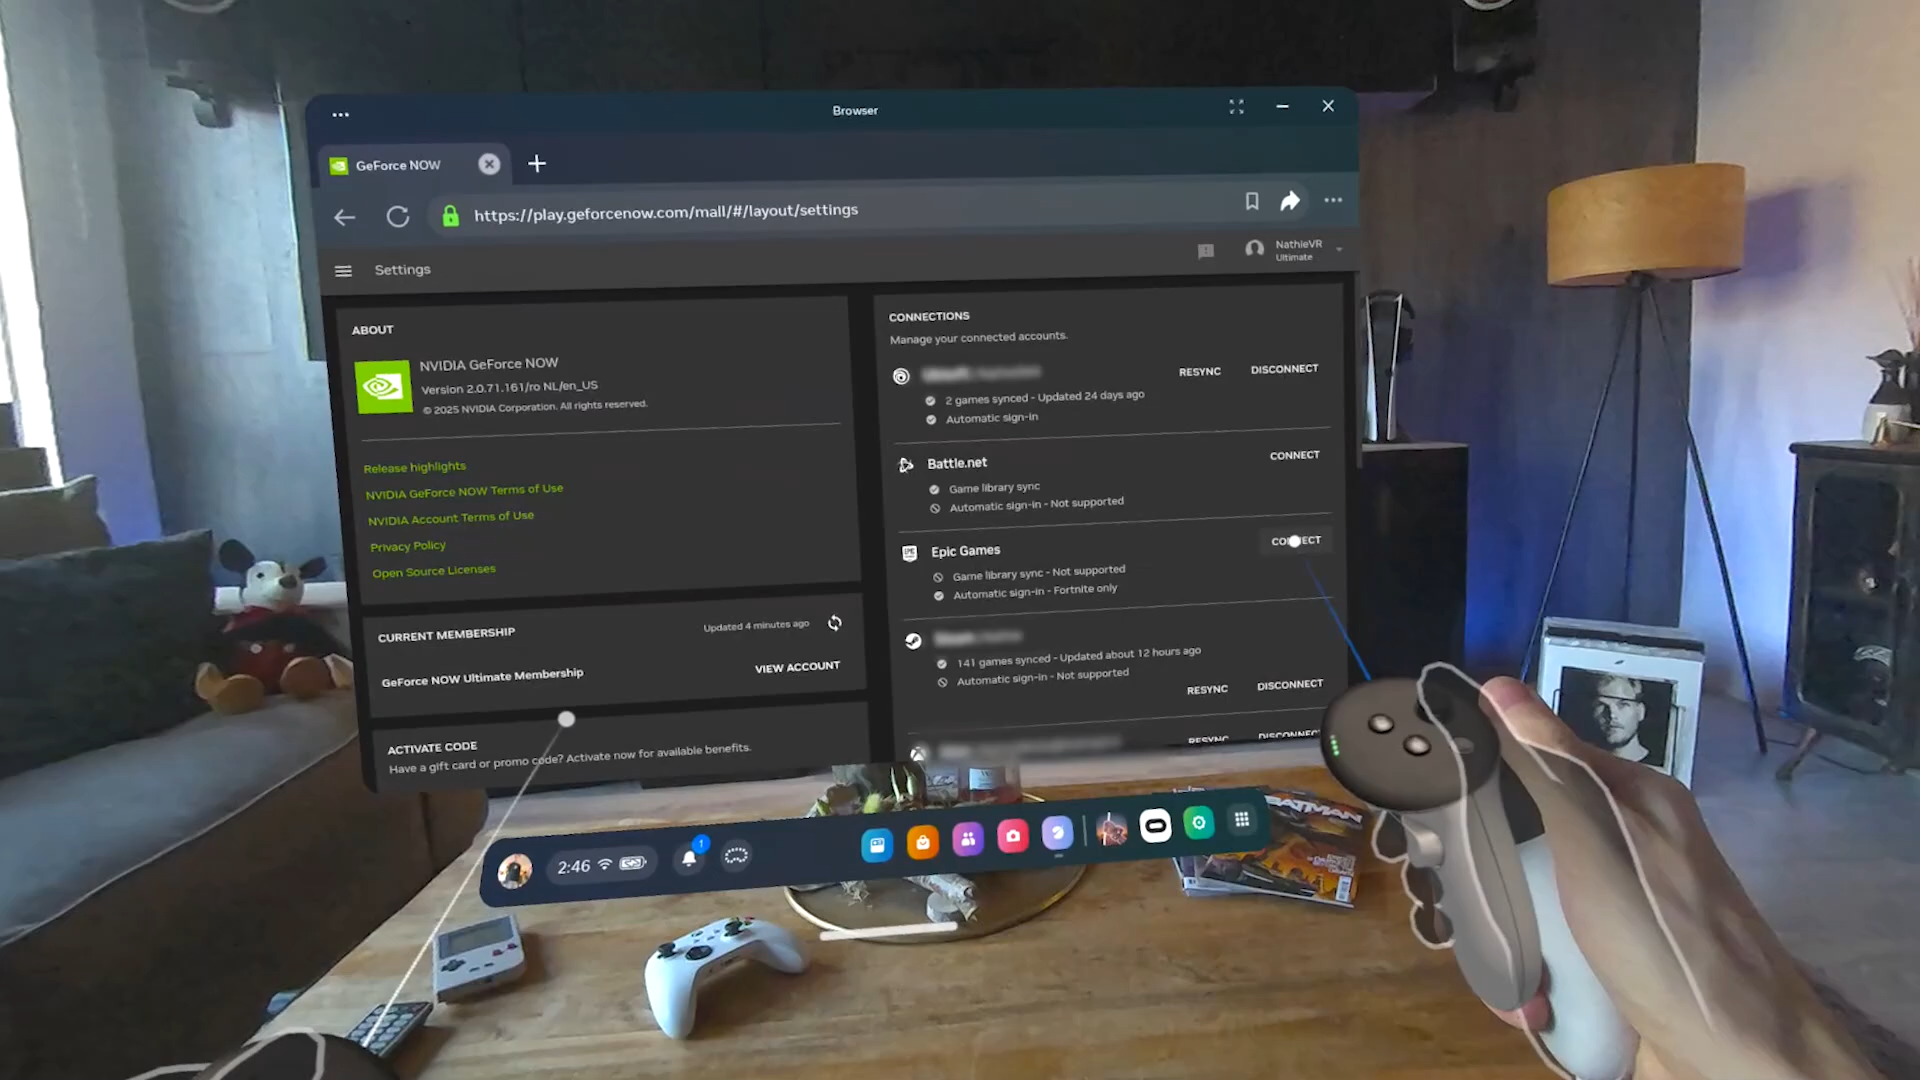 Browser
GeForce NOW
https://play.geforcenow.com/mall/#/layout/settings
Settings
NathieVR
Ultimate
ABOUT
NVIDIA GeForce NOW
Version 2.0.71.161/ro NL/en_US
© 2025 NVIDIA Corporation. All rights reserved.
Release highlights
NVIDIA GeForce NOW Terms of Use
NVIDIA Account Terms of Use
Privacy Policy
Open Source Licenses
CURRENT MEMBERSHIP
Updated 4 minutes ago
GeForce NOW Ultimate Membership
VIEW ACCOUNT
ACTIVATE CODE
Have a gift card or promo code? Activate now for available benefits.
CONNECTIONS
Manage your connected accounts.
RESYNC
DISCONNECT
2 games synced - Updated 24 days ago
Automatic sign-in
Battle.net
CONNECT
Game library sync
Automatic sign-in - Not supported
Epic Games
CONNECT
Game library sync - Not supported
Automatic sign-in - Fortnite only
141 games synced - Updated about 12 hours ago
Automatic sign-in - Not supported
RESYNC
DISCONNECT
RESYNC
DISCONNECT
2:46
1
BATMAN